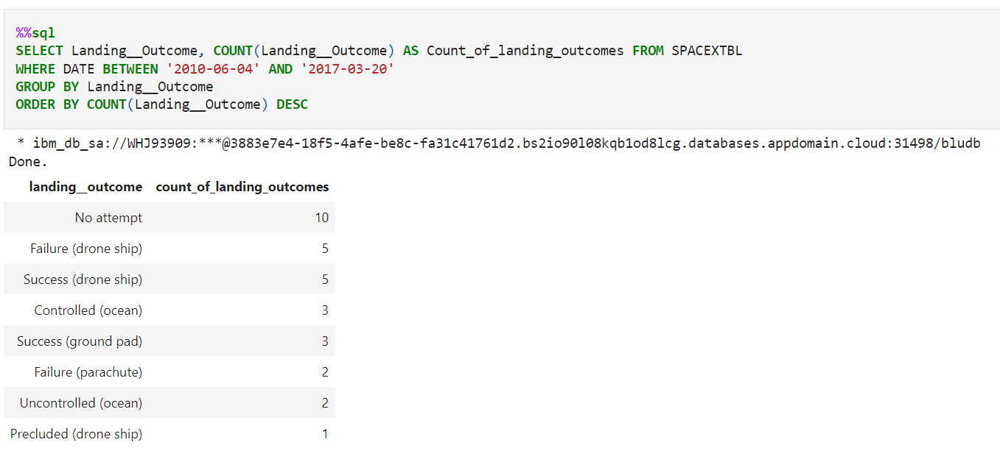 %%sql
SELECT Landing__Outcome, COUNT(Landing__Outcome) AS Count_of_landing_outcomes FROM SPACEXTBL
WHERE DATE BETWEEN '2010-06-04' AND '2017-03-20'
GROUP BY Landing__Outcome
ORDER BY COUNT(Landing__Outcome) DESC
* ibm_db_sa://WHJ93909:***@3883e7e4-18f5-4afe-be8c-fa31c41761d2.bs2io90l08kqb1od8lcg.databases.appdomain.cloud:31498/bludb
Done.
landing__outcome count_of_landing_outcomes
No attempt 10
Failure (drone ship) 5
Success (drone ship) 5
Controlled (ocean) 3
Success (ground pad) 3
Failure (parachute) 2
Uncontrolled (ocean) 2
Precluded (drone ship) 1